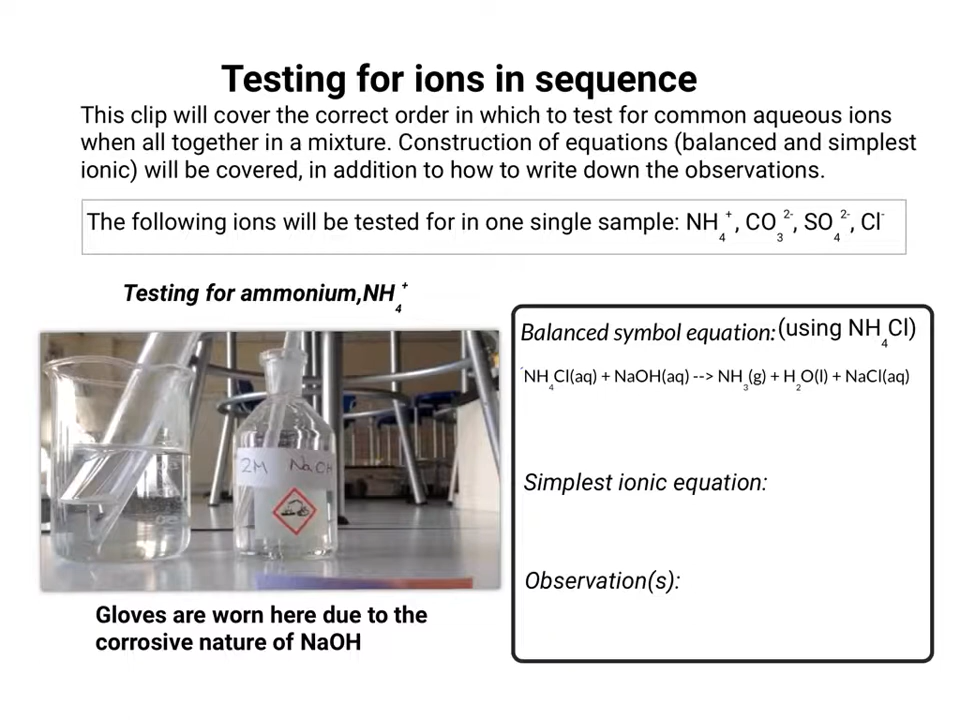 Testing for ions in sequence
This clip will cover the correct order in which to test for common aqueous ions
when all together in a mixture. Construction of equations (balanced and simplest
ionic) will be covered, in addition to how to write down the observations.
The following ions will be tested for in one single sample: NH₄⁺, CO₃²⁻, SO₄²⁻, Cl⁻
Testing for ammonium,NH₄⁺
2M NaOH
Gloves are worn here due to the
corrosive nature of NaOH
Balanced symbol equation: (using NH₄Cl)
NH₄Cl(aq) + NaOH(aq) --> NH₃(g) + H₂O(l) + NaCl(aq)
Simplest ionic equation:
Observation(s):